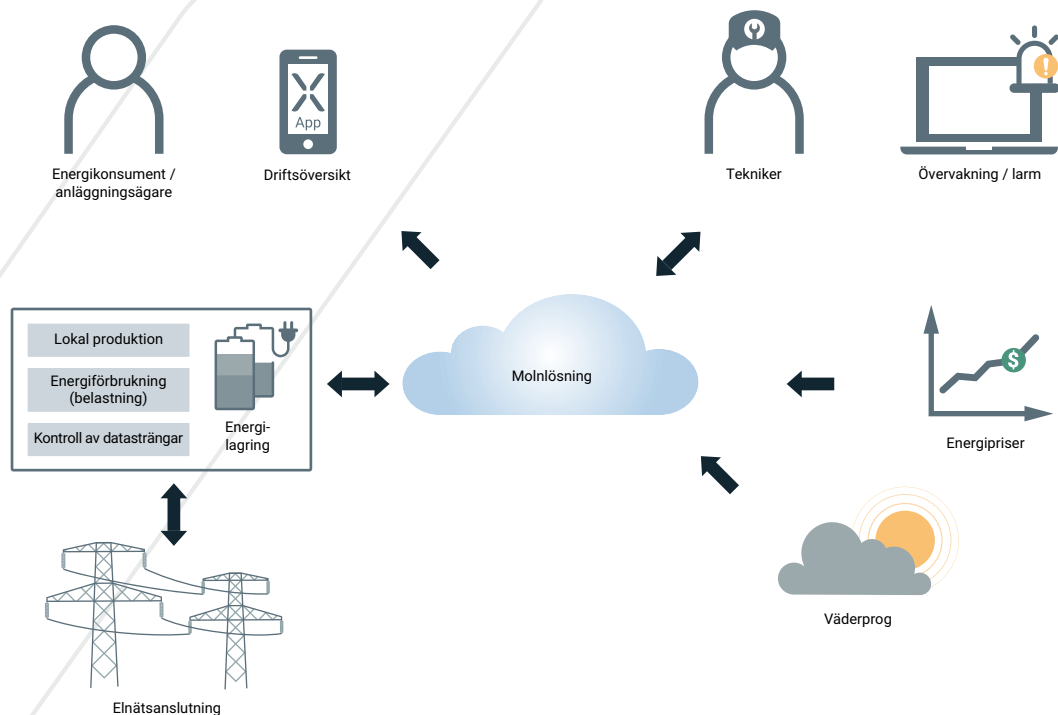 App
Energikonsument /
anläggningsägare
Driftsöversikt
Tekniker
Övervakning / larm
Lokal produktion
Energiförbrukning
(belastning)
Kontroll av datasträngar
Energi-
lagring
Molnlösning
$
Energipriser
Väderprog
Elnätsanslutning